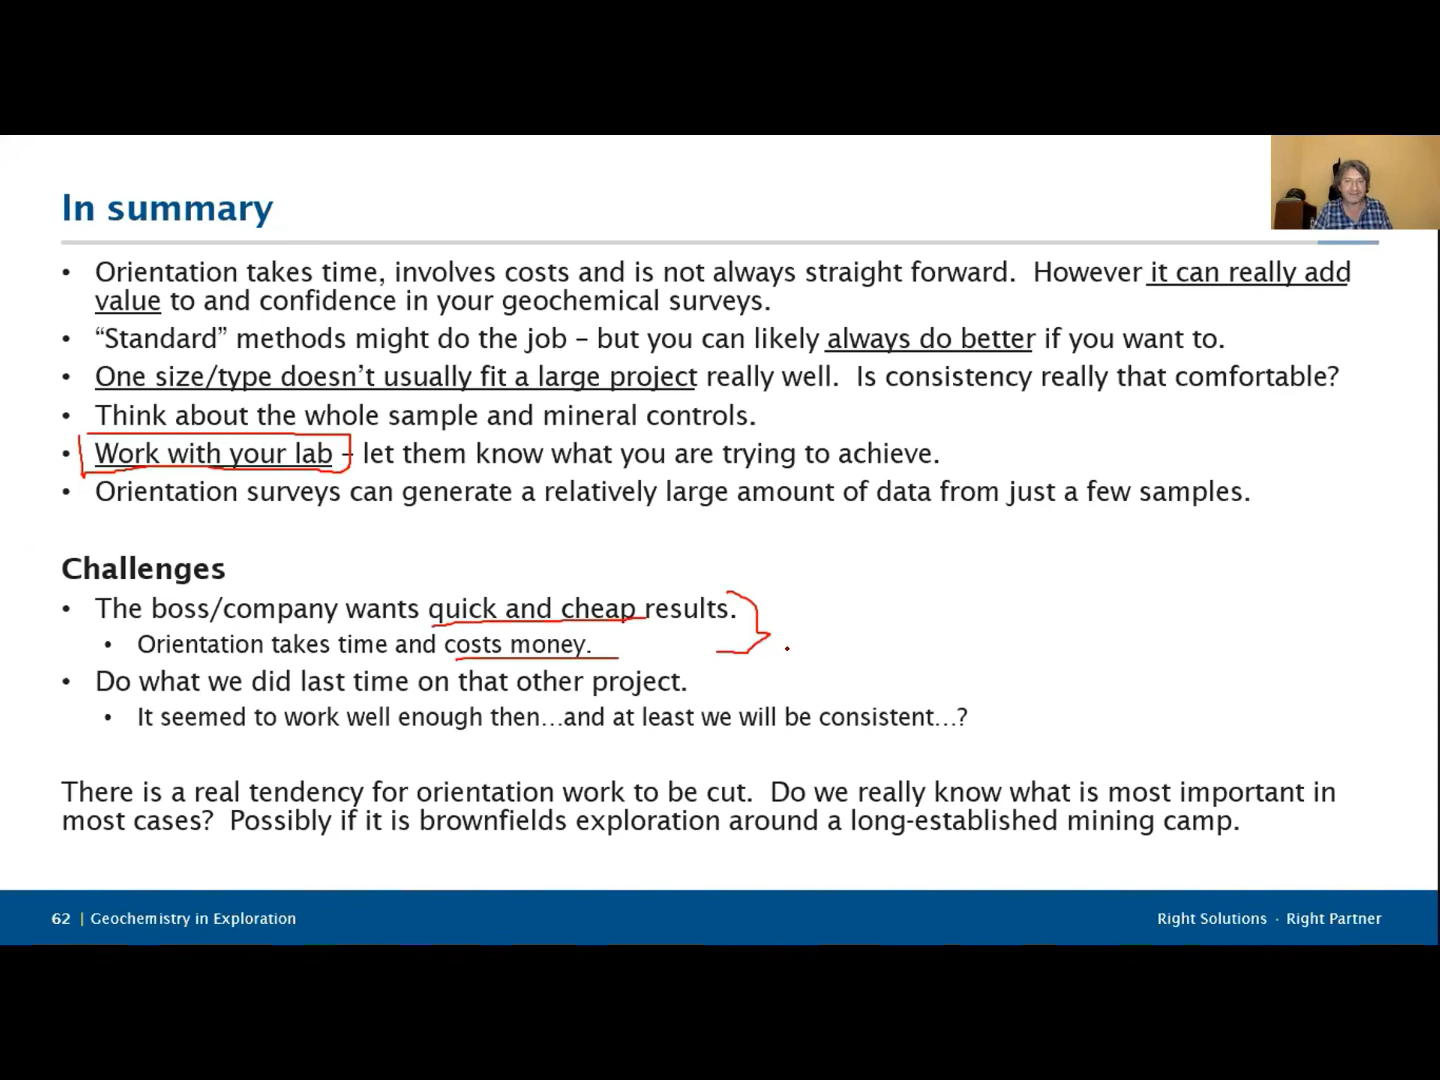 In summary
• Orientation takes time, involves costs and is not always straight forward.  However it can really add
value to and confidence in your geochemical surveys.
• “Standard” methods might do the job – but you can likely always do better if you want to.
• One size/type doesn’t usually fit a large project really well.  Is consistency really that comfortable?
• Think about the whole sample and mineral controls.
• Work with your lab – let them know what you are trying to achieve.
• Orientation surveys can generate a relatively large amount of data from just a few samples.
Challenges
• The boss/company wants quick and cheap results.
• Orientation takes time and costs money.
• Do what we did last time on that other project.
• It seemed to work well enough then…and at least we will be consistent…?
There is a real tendency for orientation work to be cut.  Do we really know what is most important in
most cases?  Possibly if it is brownfields exploration around a long-established mining camp.
62 | Geochemistry in Exploration
Right Solutions · Right Partner